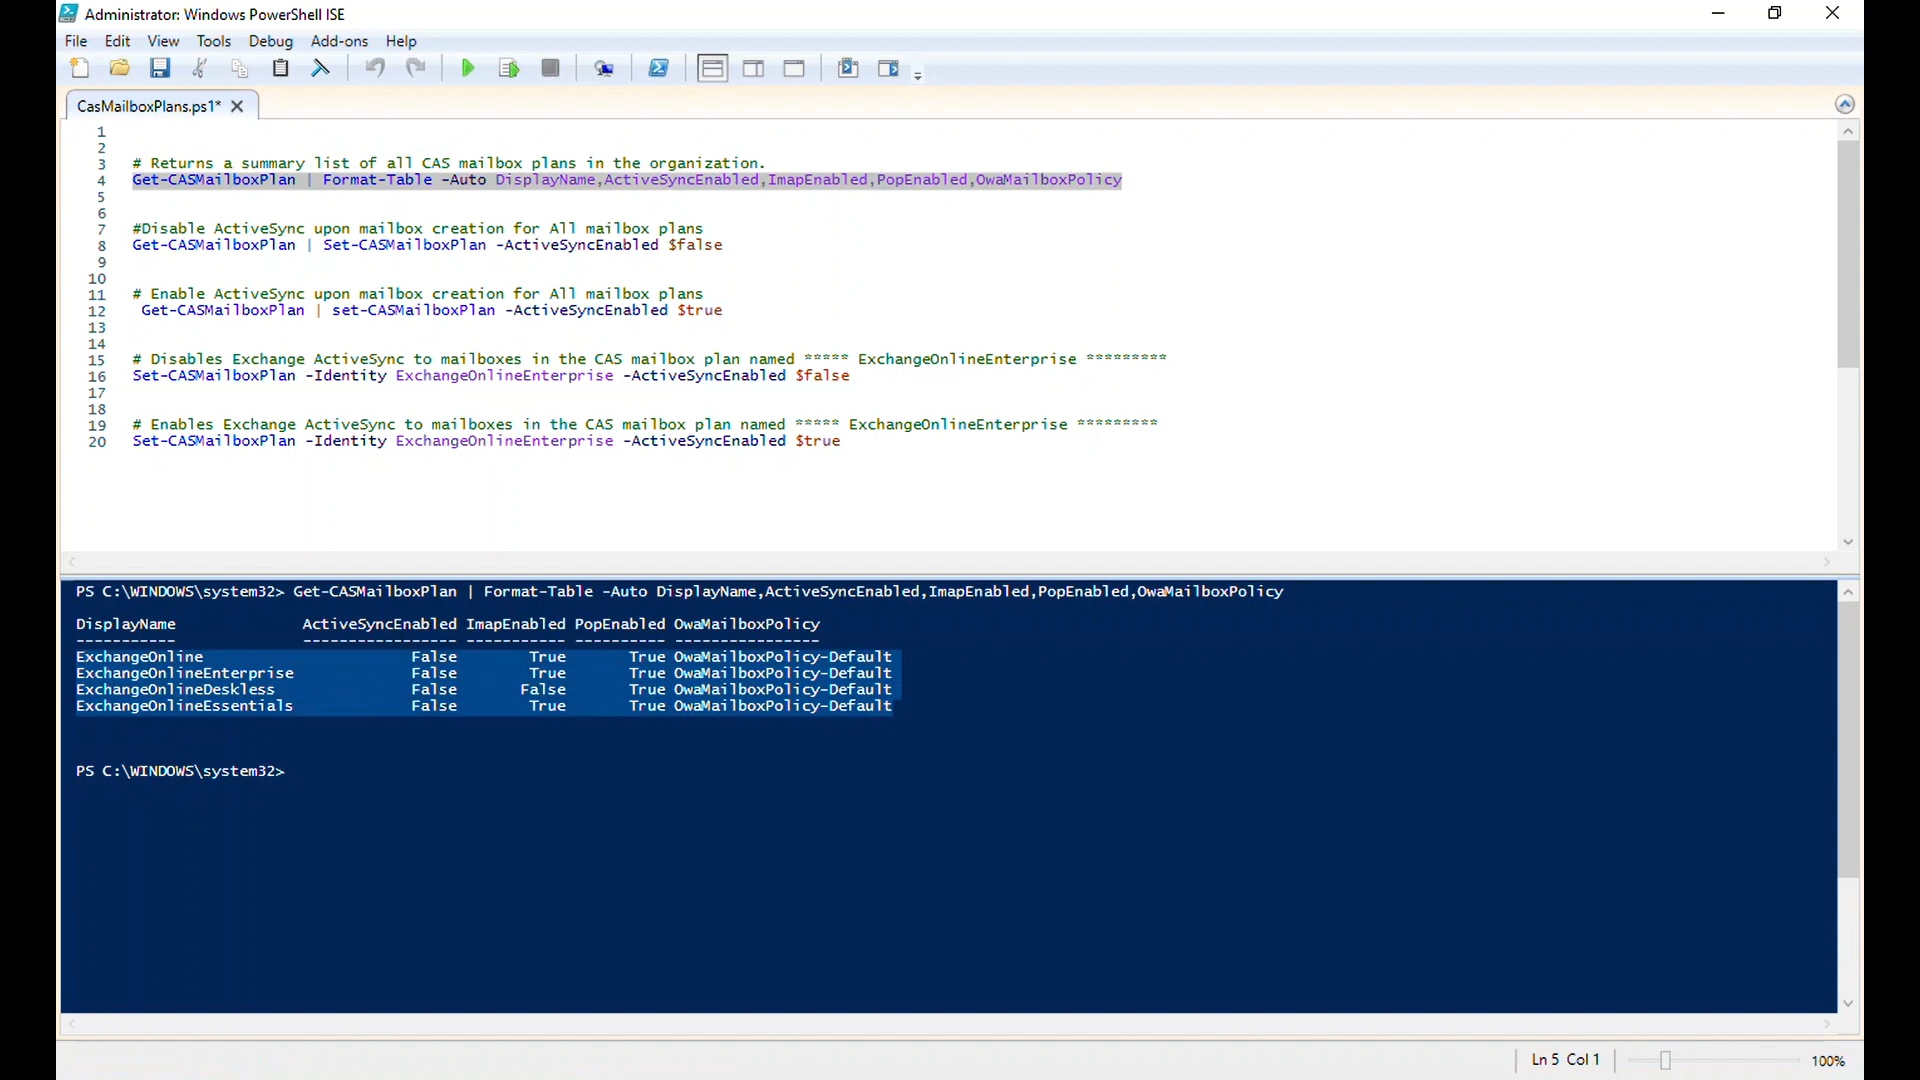 Administrator: Windows PowerShell ISE
File Edit View Tools Debug Add-ons Help
CasMailboxPlans.ps1*
1
2
3 # Returns a summary list of all CAS mailbox plans in the organization.
4 Get-CASMailboxPlan | Format-Table -Auto DisplayName,ActiveSyncEnabled,ImapEnabled,PopEnabled,OwaMailboxPolicy
5
6
7 #Disable ActiveSync upon mailbox creation for All mailbox plans
8 Get-CASMailboxPlan | Set-CASMailboxPlan -ActiveSyncEnabled $false
9
10
11 # Enable ActiveSync upon mailbox creation for All mailbox plans
12 Get-CASMailboxPlan | set-CASMailboxPlan -ActiveSyncEnabled $true
13
14
15 # Disables Exchange ActiveSync to mailboxes in the CAS mailbox plan named ***** ExchangeOnlineEnterprise *********
16 Set-CASMailboxPlan -Identity ExchangeOnlineEnterprise -ActiveSyncEnabled $false
17
18
19 # Enables Exchange ActiveSync to mailboxes in the CAS mailbox plan named ***** ExchangeOnlineEnterprise *********
20 Set-CASMailboxPlan -Identity ExchangeOnlineEnterprise -ActiveSyncEnabled $true
PS C:\WINDOWS\system32> Get-CASMailboxPlan | Format-Table -Auto DisplayName,ActiveSyncEnabled,ImapEnabled,PopEnabled,OwaMailboxPolicy
DisplayName ActiveSyncEnabled ImapEnabled PopEnabled OwaMailboxPolicy
----------- ----------------- ----------- ---------- ----------------
ExchangeOnline False True True OwaMailboxPolicy-Default
ExchangeOnlineEnterprise False True True OwaMailboxPolicy-Default
ExchangeOnlineDeskless False False True OwaMailboxPolicy-Default
ExchangeOnlineEssentials False True True OwaMailboxPolicy-Default
PS C:\WINDOWS\system32>
Ln 5 Col 1 100%